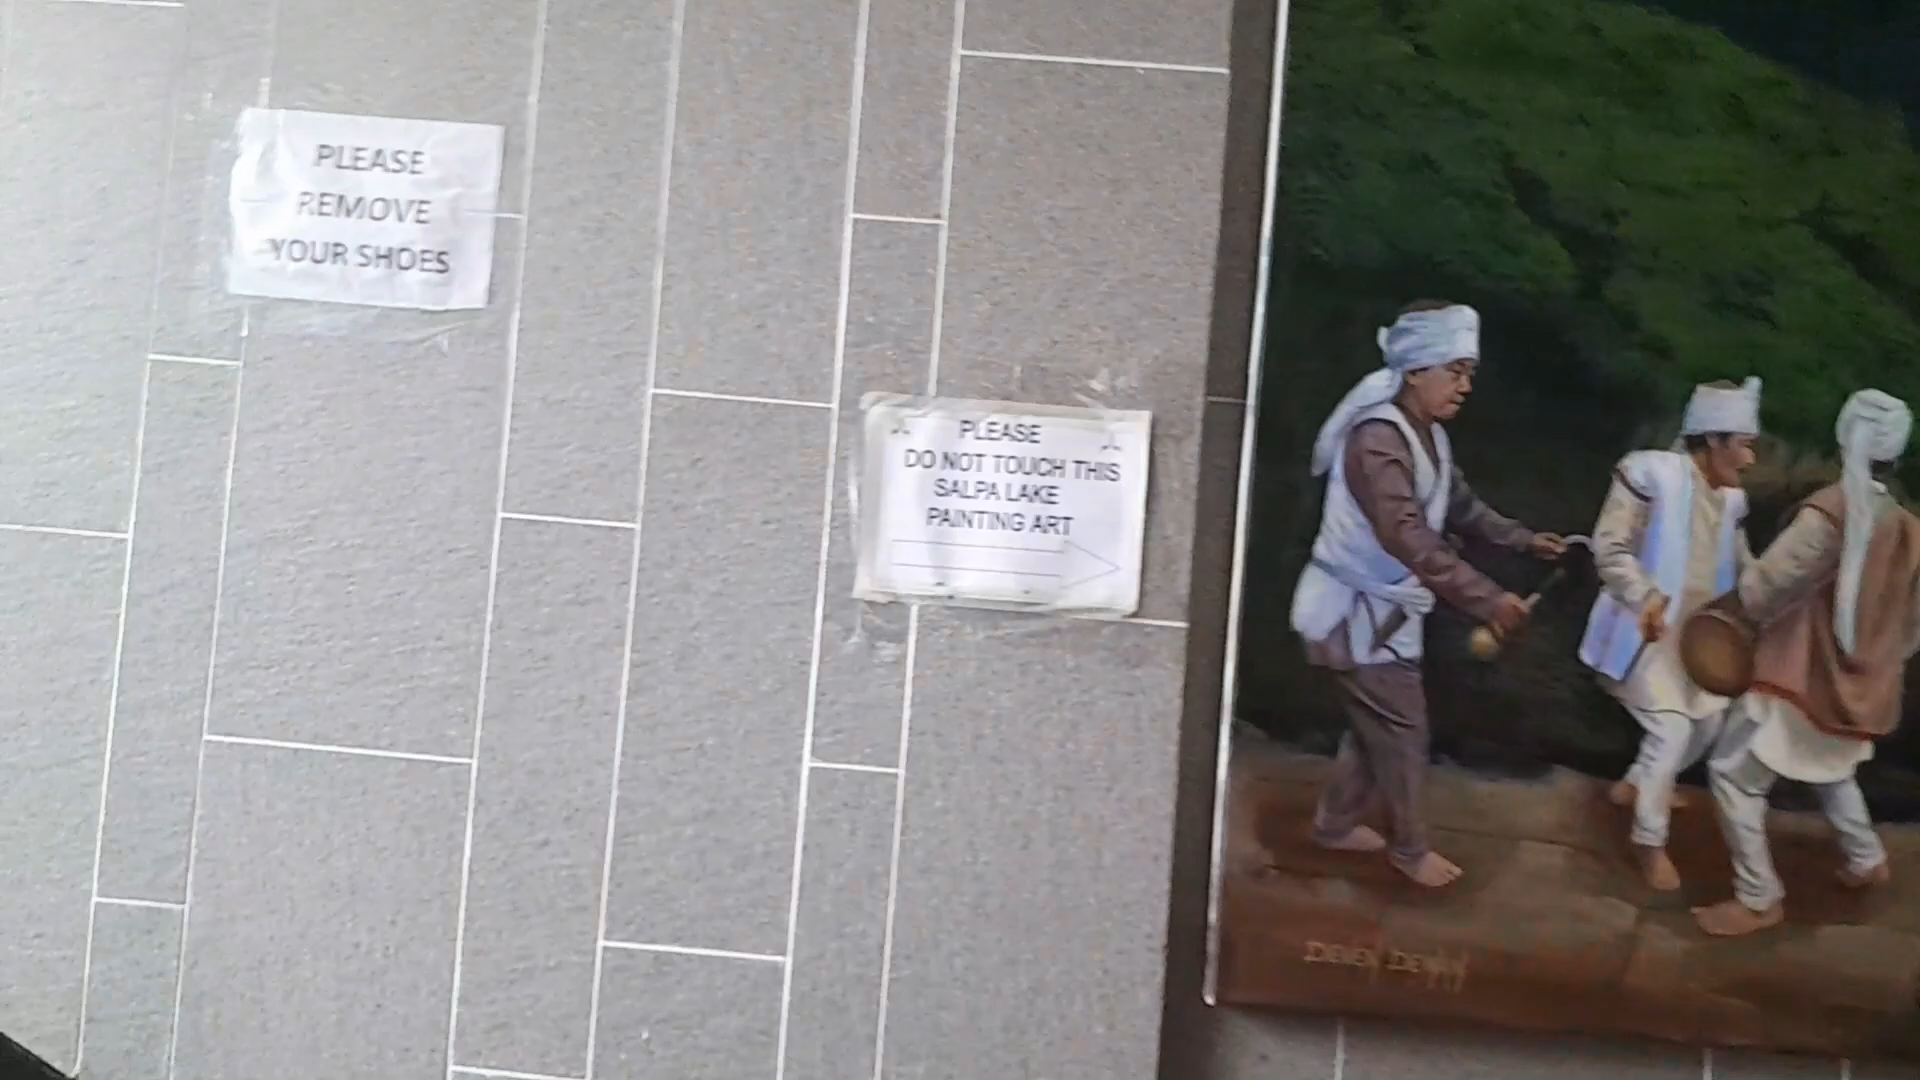 PLEASE
REMOVE
YOUR SHOES
PLEASE
DO NOT TOUCH THIS
SALPA LAKE
PAINTING ART